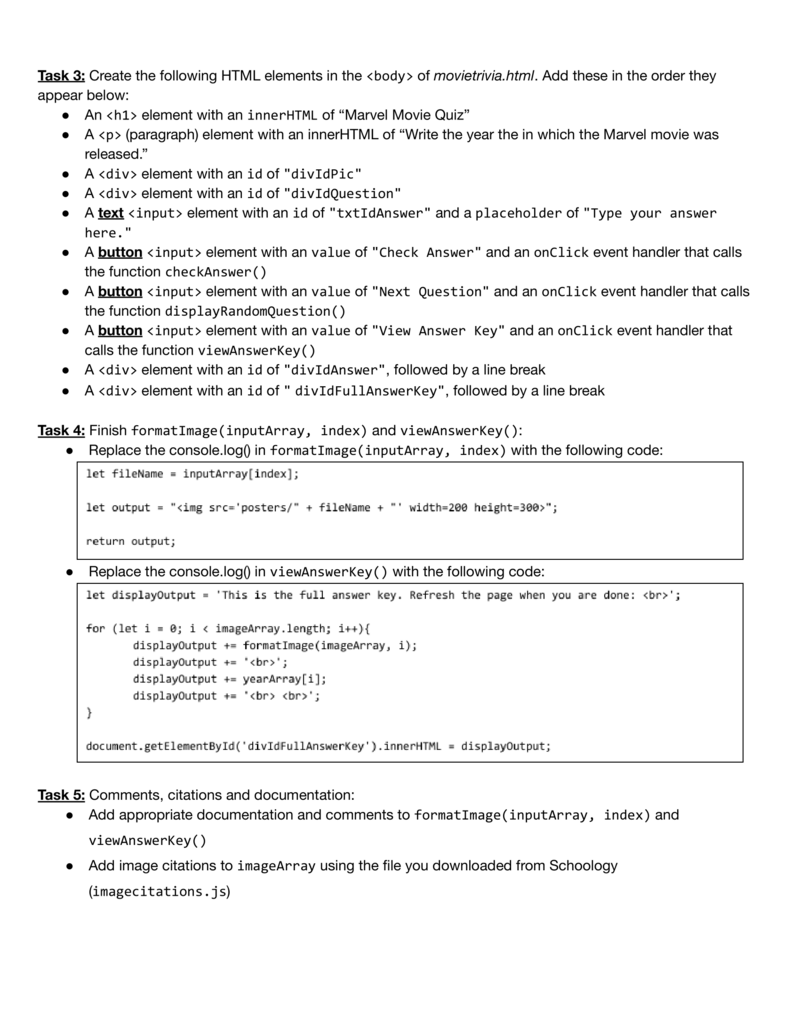 Task 3: Create the following HTML elements in the <body> of movietrivia.html. Add these in the order they
appear below:
● An <h1> element with an innerHTML of “Marvel Movie Quiz”
● A <p> (paragraph) element with an innerHTML of “Write the year the in which the Marvel movie was
released.”
● A <div> element with an id of "divIdPic"
● A <div> element with an id of "divIdQuestion"
● A text <input> element with an id of "txtIdAnswer" and a placeholder of "Type your answer
here."
● A button <input> element with an value of "Check Answer" and an onClick event handler that calls
the function checkAnswer()
● A button <input> element with an value of "Next Question" and an onClick event handler that calls
the function displayRandomQuestion()
● A button <input> element with an value of "View Answer Key" and an onClick event handler that
calls the function viewAnswerKey()
● A <div> element with an id of "divIdAnswer", followed by a line break
● A <div> element with an id of " divIdFullAnswerKey", followed by a line break
Task 4: Finish formatImage(inputArray, index) and viewAnswerKey():
● Replace the console.log() in formatImage(inputArray, index) with the following code:
let fileName = inputArray[index];
let output = "<img src='posters/" + fileName + "' width=200 height=300>";
return output;
● Replace the console.log() in viewAnswerKey() with the following code:
let displayOutput = 'This is the full answer key. Refresh the page when you are done: <br>';
for (let i = 0; i < imageArray.length; i++){
displayOutput += formatImage(imageArray, i);
displayOutput += '<br>';
displayOutput += yearArray[i];
displayOutput += '<br> <br>';
}
document.getElementById('divIdFullAnswerKey').innerHTML = displayOutput;
Task 5: Comments, citations and documentation:
● Add appropriate documentation and comments to formatImage(inputArray, index) and
viewAnswerKey()
● Add image citations to imageArray using the file you downloaded from Schoology
(imagecitations.js)